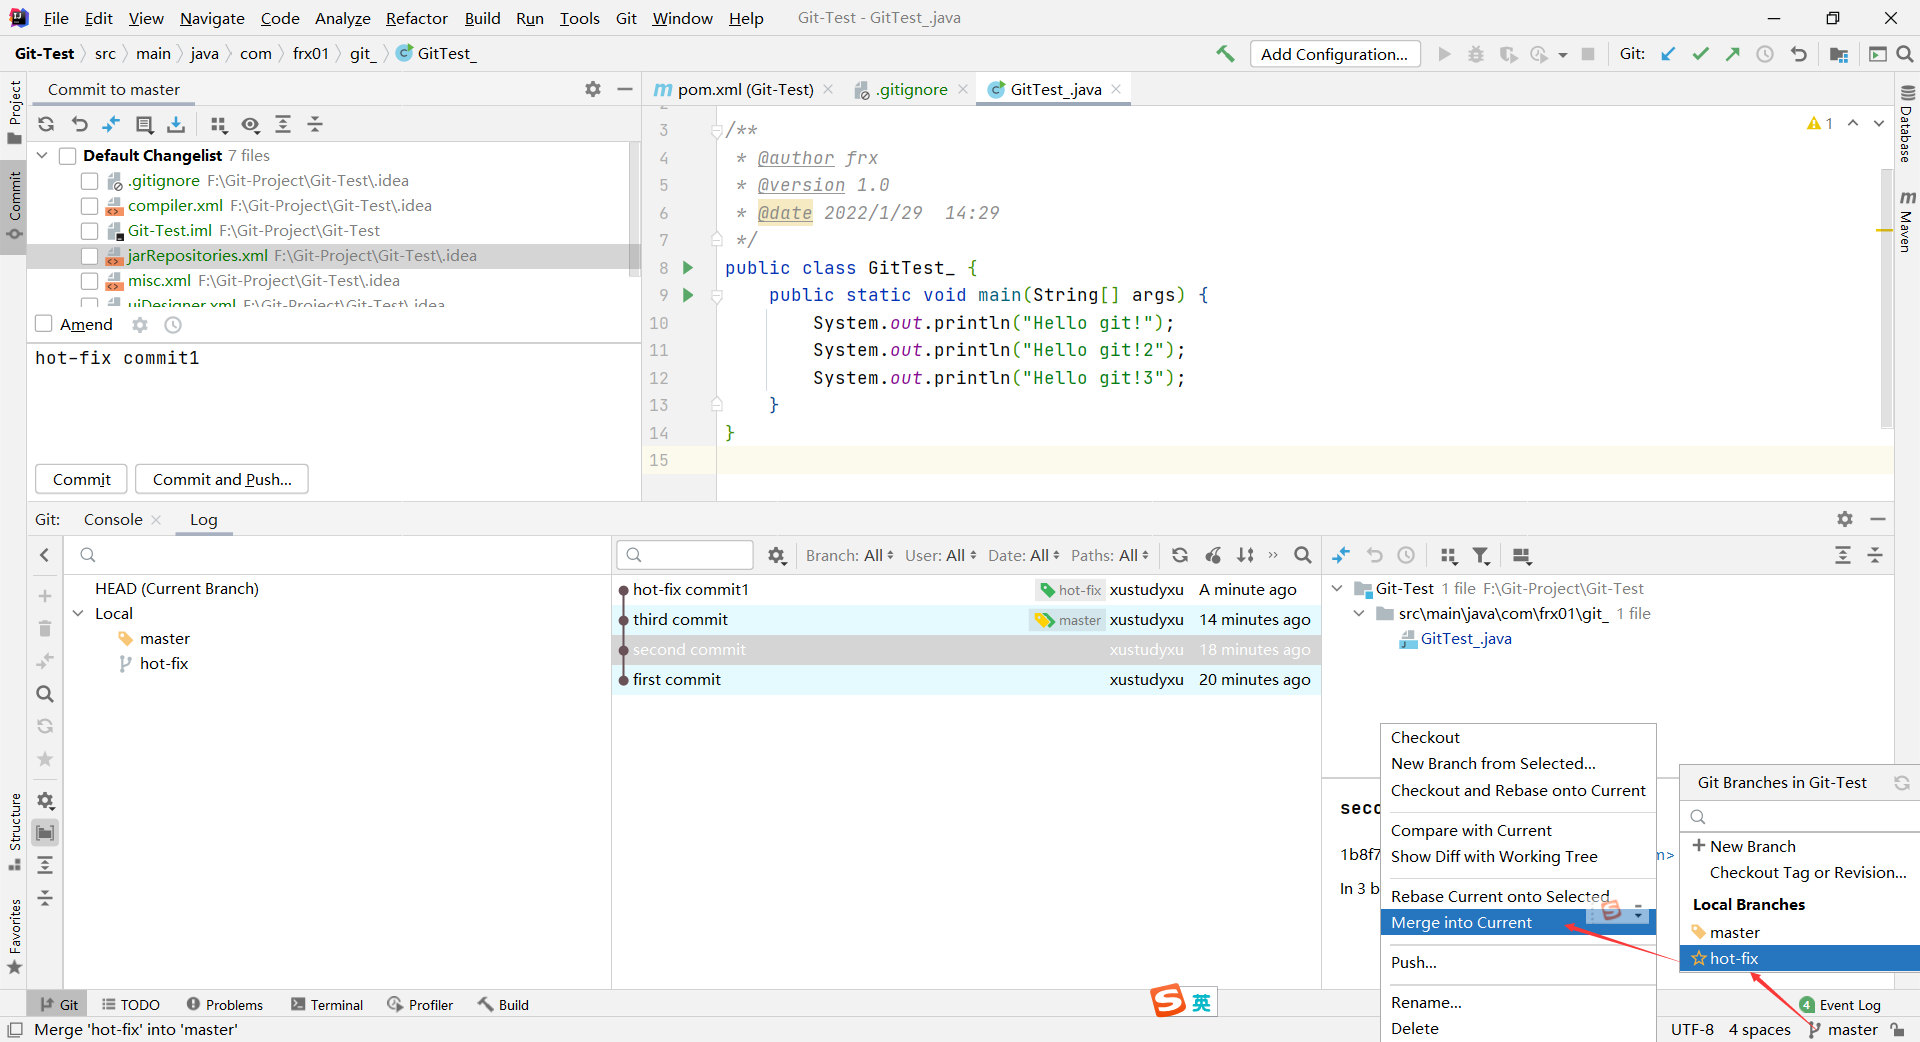 File Edit View Navigate Code Analyze Refactor Build Run Tools Git Window Help Git-Test - GitTest_.java
Git-Test src main java com frx01 git_ GitTest_ Add Configuration... Git:
Commit to master
pom.xml (Git-Test) .gitignore GitTest_.java
Project
Commit
Structure
Favorites
Default Changelist 7 files
.gitignore F:\Git-Project\Git-Test\.idea
compiler.xml F:\Git-Project\Git-Test\.idea
Git-Test.iml F:\Git-Project\Git-Test
jarRepositories.xml F:\Git-Project\Git-Test\.idea
misc.xml F:\Git-Project\Git-Test\.idea
uiDesigner.xml F:\Git-Project\Git-Test\.idea
Amend
hot-fix commit1
Commit Commit and Push...
3 /**
4 * @author frx
5 * @version 1.0
6 * @date 2022/1/29 14:29
7 */
8 public class GitTest_ {
9 public static void main(String[] args) {
10 System.out.println("Hello git!");
11 System.out.println("Hello git!2");
12 System.out.println("Hello git!3");
13 }
14 }
15
1
Database
Maven
Git: Console Log
HEAD (Current Branch)
Local
master
hot-fix
Branch: All User: All Date: All Paths: All
hot-fix commit1 hot-fix xustudyxu A minute ago
third commit master xustudyxu 14 minutes ago
second commit xustudyxu 18 minutes ago
first commit xustudyxu 20 minutes ago
Git-Test 1 file F:\Git-Project\Git-Test
src\main\java\com\frx01\git_ 1 file
GitTest_.java
seco
1b8f7
m>
In 3 b
Checkout
New Branch from Selected...
Checkout and Rebase onto Current
Compare with Current
Show Diff with Working Tree
Rebase Current onto Selected
Merge into Current
Push...
Rename...
Delete
Git Branches in Git-Test
New Branch
Checkout Tag or Revision...
Local Branches
master
hot-fix
英
Git TODO Problems Terminal Profiler Build 4 Event Log
Merge 'hot-fix' into 'master' UTF-8 4 spaces master